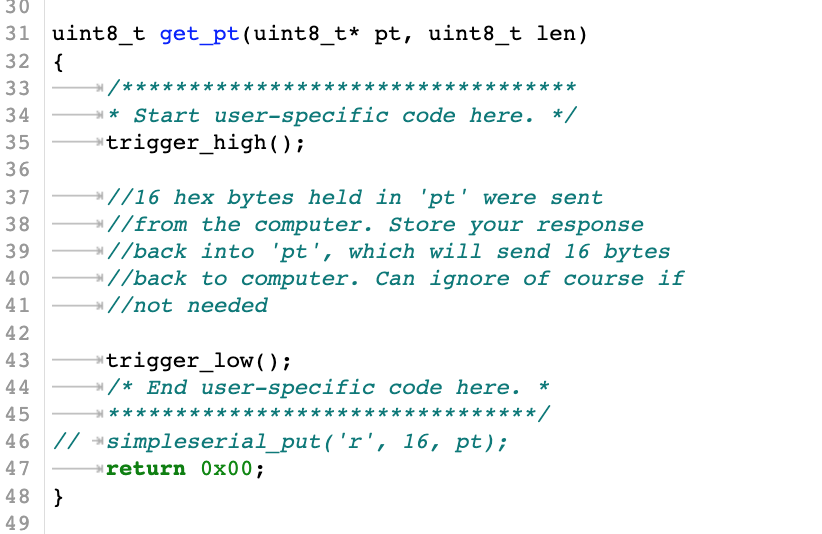 30
31 uint8_t get_pt(uint8_t* pt, uint8_t len)
32 {
33 /**********************************
34 * Start user-specific code here. */
35 trigger_high();
36
37 //16 hex bytes held in 'pt' were sent
38 //from the computer. Store your response
39 //back into 'pt', which will send 16 bytes
40 //back to computer. Can ignore of course if
41 //not needed
42
43 trigger_low();
44 /* End user-specific code here. *
45 ********************************/
46 // simpleserial_put('r', 16, pt);
47 return 0x00;
48 }
49